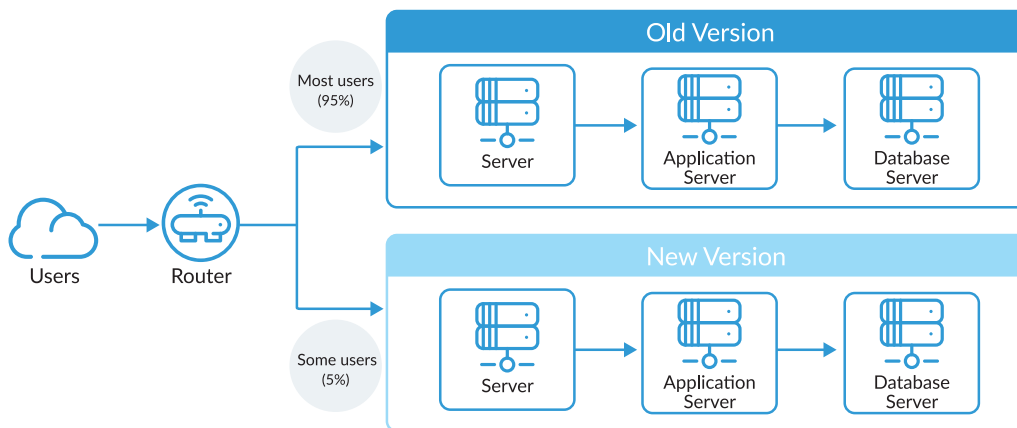 Old Version
Most users
(95%)
Server
Application
Server
Database
Server
Users
Router
New Version
Some users
(5%)
Server
Application
Server
Database
Server